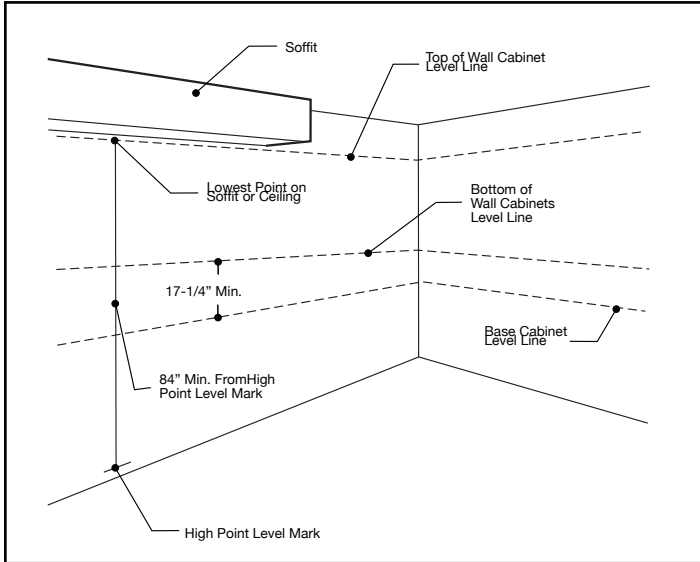 Soffit
Top of Wall Cabinet
Level Line
Lowest Point on
Soffit or Ceiling
Bottom of
Wall Cabinets
Level Line
17-1/4” Min.
Base Cabinet
Level Line
84” Min. FromHigh
Point Level Mark
High Point Level Mark